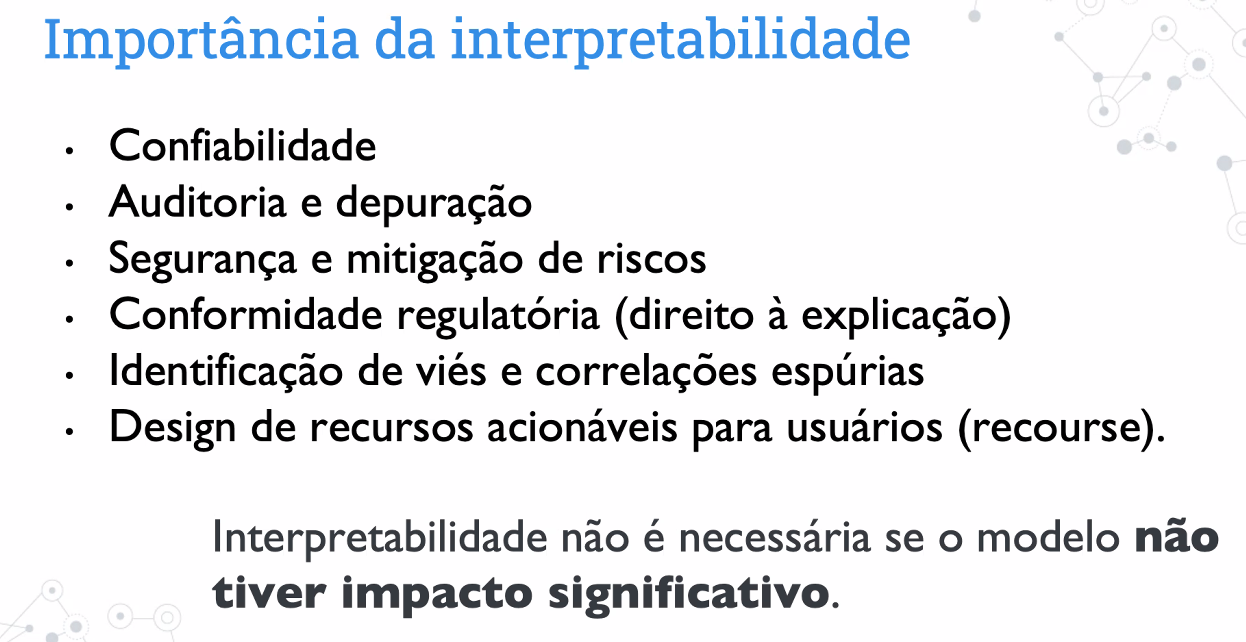 Importância da interpretabilidade
• Confiabilidade
• Auditoria e depuração
• Segurança e mitigação de riscos
• Conformidade regulatória (direito à explicação)
• Identificação de viés e correlações espúrias
• Design de recursos acionáveis para usuários (recourse).
Interpretabilidade não é necessária se o modelo não
tiver impacto significativo.